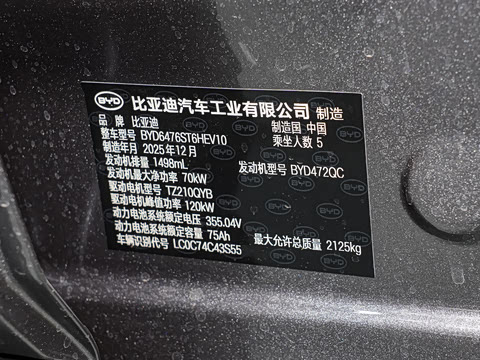 BYD 比亚迪汽车工业有限公司 制造
品 牌 比亚迪 制造国 中国
整车型号 BYD6476ST6HEV10 乘坐人数 5
制造年月 2025年12月
发动机排量 1498mL 发动机型号 BYD472QC
发动机最大净功率 70kW
驱动电机型号 TZ210QYB
驱动电机峰值功率 120kW
动力电池系统额定电压 355.04V
动力电池系统额定容量 75Ah
车辆识别代号 LC0C74C43S55 最大允许总质量 2125kg